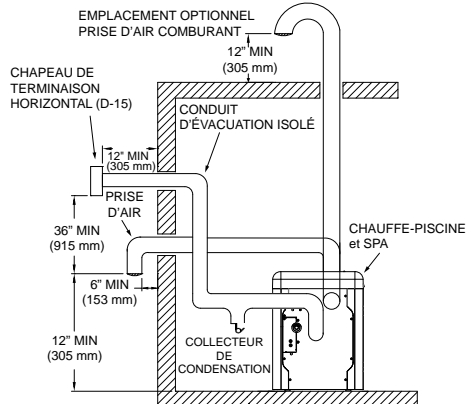 EMPLACEMENT OPTIONNEL
PRISE D'AIR COMBURANT
12" MIN
(305 mm)
CHAPEAU DE
TERMINAISON
HORIZONTAL (D-15)
CONDUIT
D'ÉVACUATION ISOLÉ
12" MIN
(305 mm)
PRISE
D'AIR
36" MIN
(915 mm)
CHAUFFE-PISCINE
et SPA
6" MIN
(153 mm)
12" MIN
(305 mm)
COLLECTEUR
DE
CONDENSATION